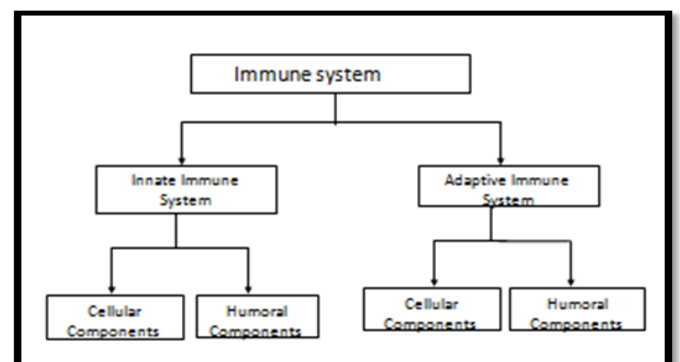 Immune system
Innate Immune
System
Adaptive Immune
System
Cellular
Components
Humoral
Components
Cellular
Components
Humoral
Components